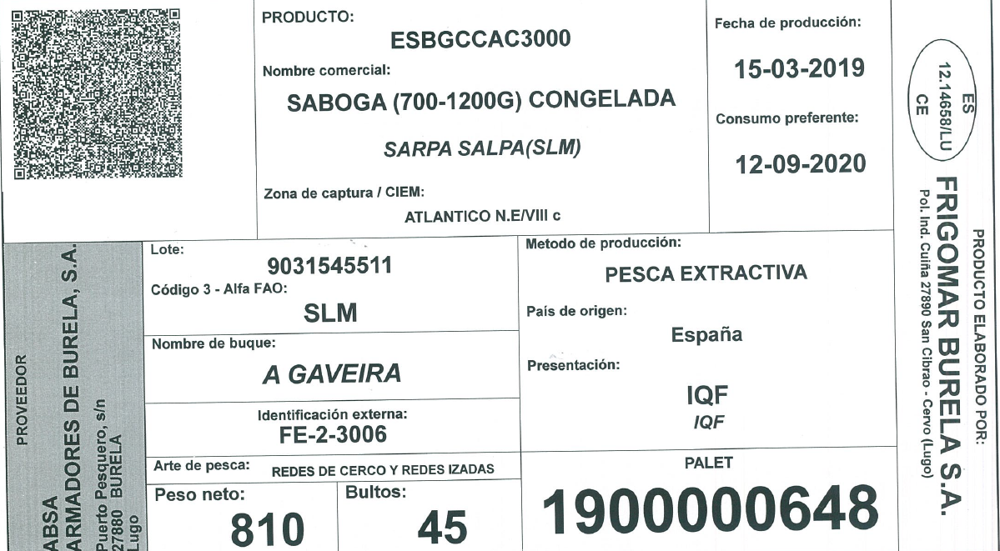 PRODUCTO:
ESBGCCAC3000
Nombre comercial:
SABOGA (700-1200G) CONGELADA
SARPA SALPA(SLM)
Zona de captura / CIEM:
ATLANTICO N.E/VIII c
Fecha de producción:
15-03-2019
Consumo preferente:
12-09-2020
Lote:
9031545511
Código 3 - Alfa FAO:
SLM
Nombre de buque:
A GAVEIRA
Identificación externa:
FE-2-3006
Arte de pesca: REDES DE CERCO Y REDES IZADAS
Peso neto:
810
Bultos:
45
Metodo de producción:
PESCA EXTRACTIVA
País de origen:
España
Presentación:
IQF
IQF
PALET
1900000648
PROVEEDOR
ABSA
ARMADORES DE BURELA, S.A.
Puerto Pesquero, s/n
27880 BURELA
Lugo
PRODUCTO ELABORADO POR:
ES
12.14658/LU
CE
FRIGOMAR BURELA S.A.
Pol. Ind. Cuiña 27890 San Cibrao - Cervo (Lugo)